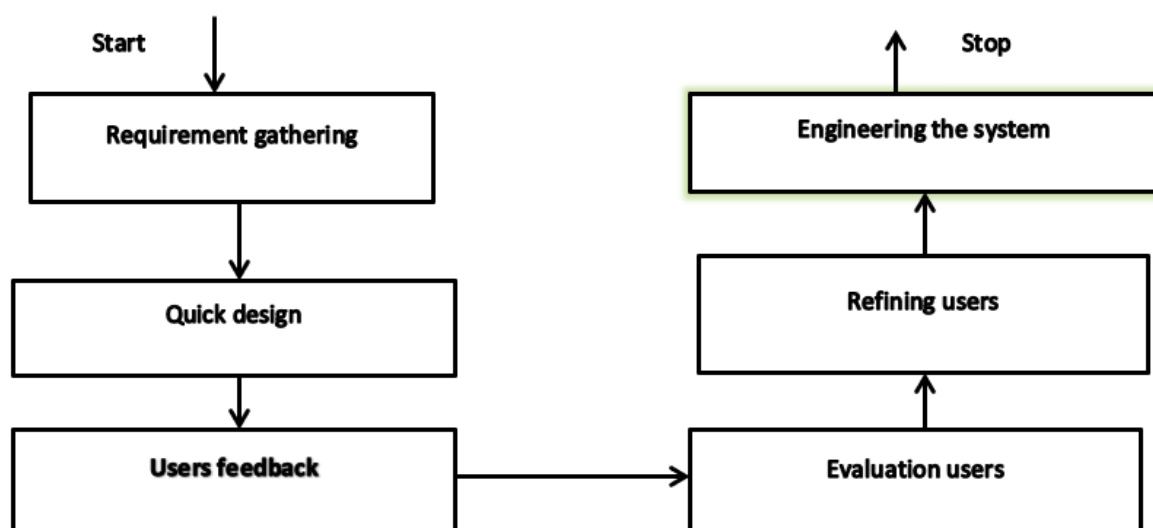 Start
Requirement gathering
Quick design
Users feedback
Evaluation users
Refining users
Engineering the system
Stop